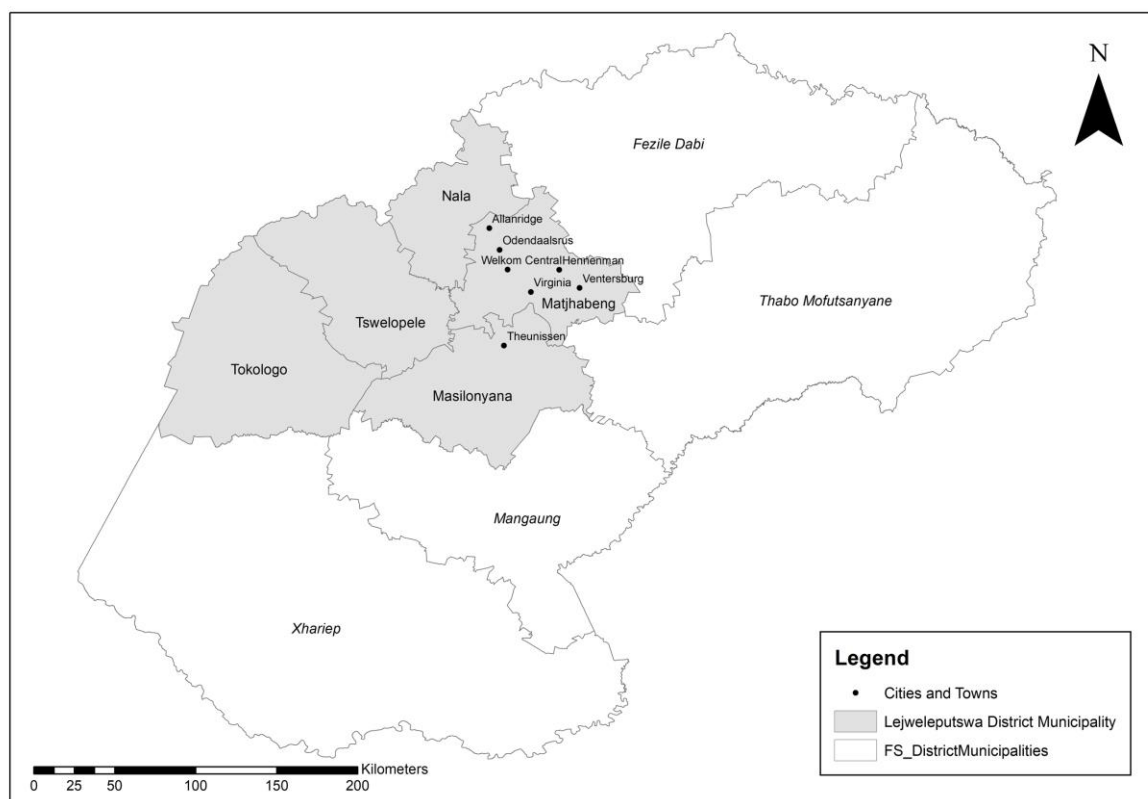 N
Fezile Dabi
Nala
Allanridge
Odendaalsrus
Welkom Central
Hennenman
Virginia
Ventersburg
Matjhabeng
Thabo Mofutsanyane
Tswelopele
Theunissen
Tokologo
Masilonyana
Mangaung
Xhariep
Legend
Cities and Towns
Lejweleputswa District Municipality
FS_DistrictMunicipalities
Kilometers
0 25 50 100 150 200